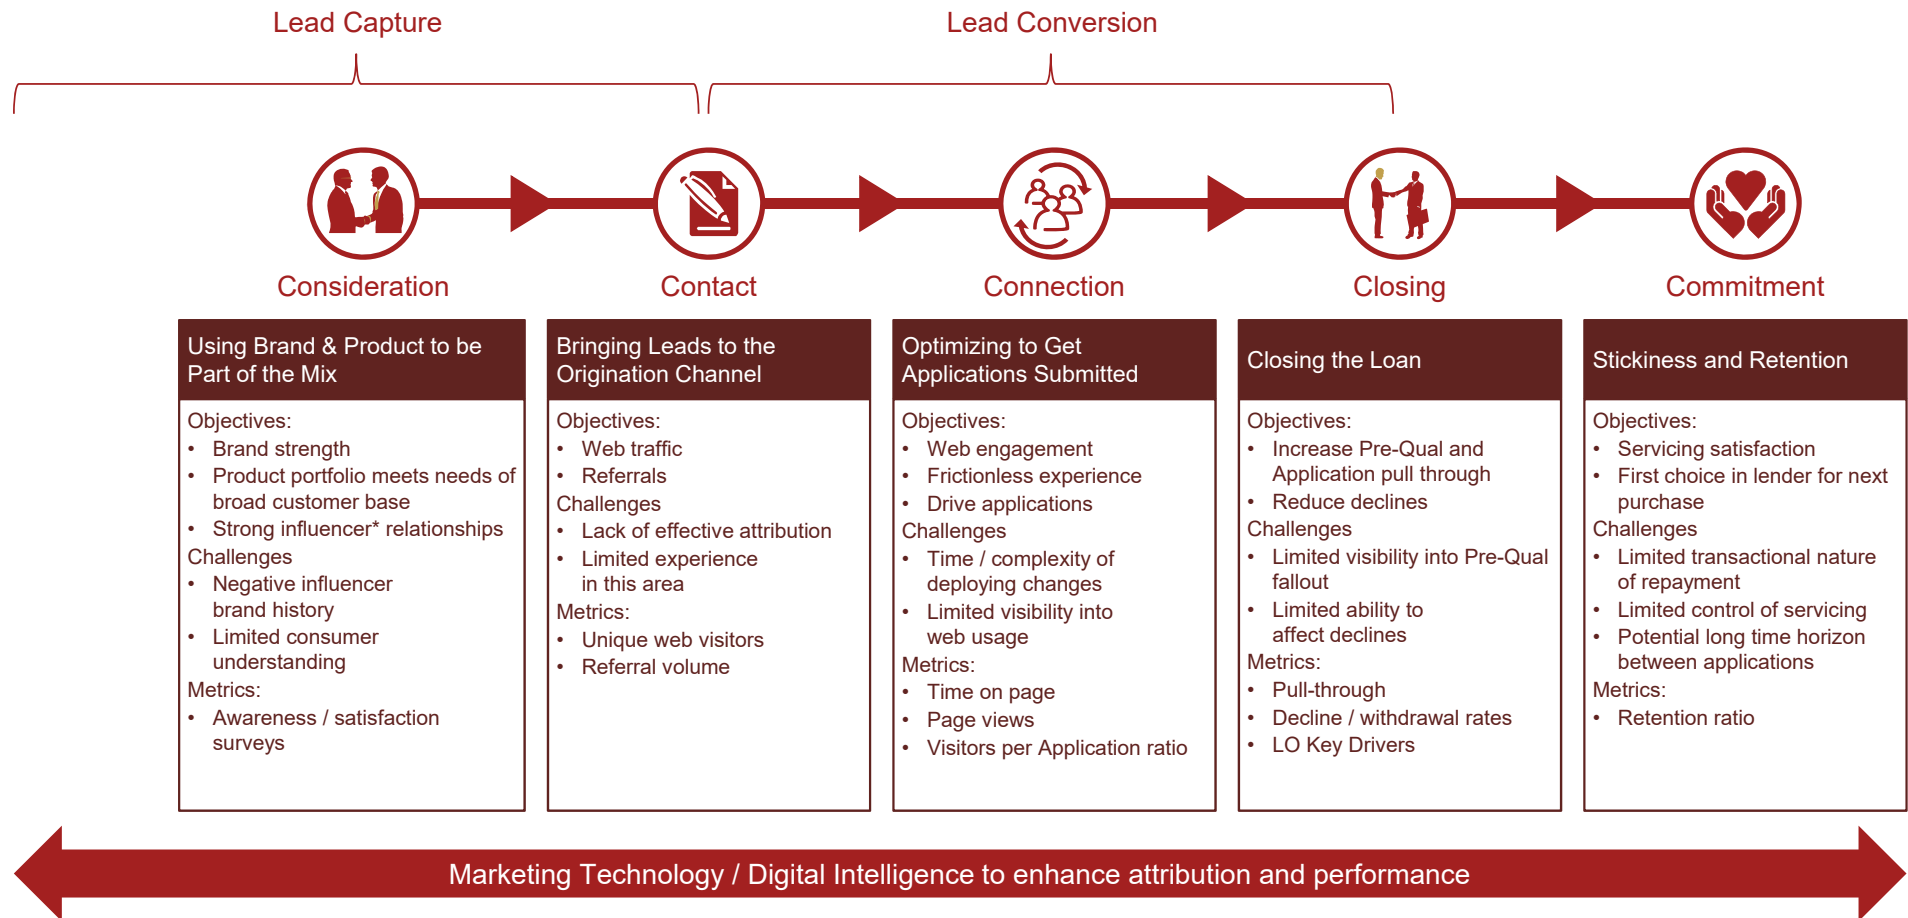 Lead Capture
Lead Conversion
Consideration
Contact
Connection
Closing
Commitment
Using Brand & Product to be
Part of the Mix
Objectives:
• Brand strength
• Product portfolio meets needs of
broad customer base
• Strong influencer* relationships
Challenges
• Negative influencer
brand history
• Limited consumer
understanding
Metrics:
• Awareness / satisfaction
surveys
Bringing Leads to the
Origination Channel
Objectives:
• Web traffic
• Referrals
Challenges
• Lack of effective attribution
• Limited experience
in this area
Metrics:
• Unique web visitors
• Referral volume
Optimizing to Get
Applications Submitted
Objectives:
• Web engagement
• Frictionless experience
• Drive applications
Challenges
• Time / complexity of
deploying changes
• Limited visibility into
web usage
Metrics:
• Time on page
• Page views
• Visitors per Application ratio
Closing the Loan
Objectives:
• Increase Pre-Qual and
Application pull through
• Reduce declines
Challenges
• Limited visibility into Pre-Qual
fallout
• Limited ability to
affect declines
Metrics:
• Pull-through
• Decline / withdrawal rates
• LO Key Drivers
Stickiness and Retention
Objectives:
• Servicing satisfaction
• First choice in lender for next
purchase
Challenges
• Limited transactional nature
of repayment
• Limited control of servicing
• Potential long time horizon
between applications
Metrics:
• Retention ratio
Marketing Technology / Digital Intelligence to enhance attribution and performance